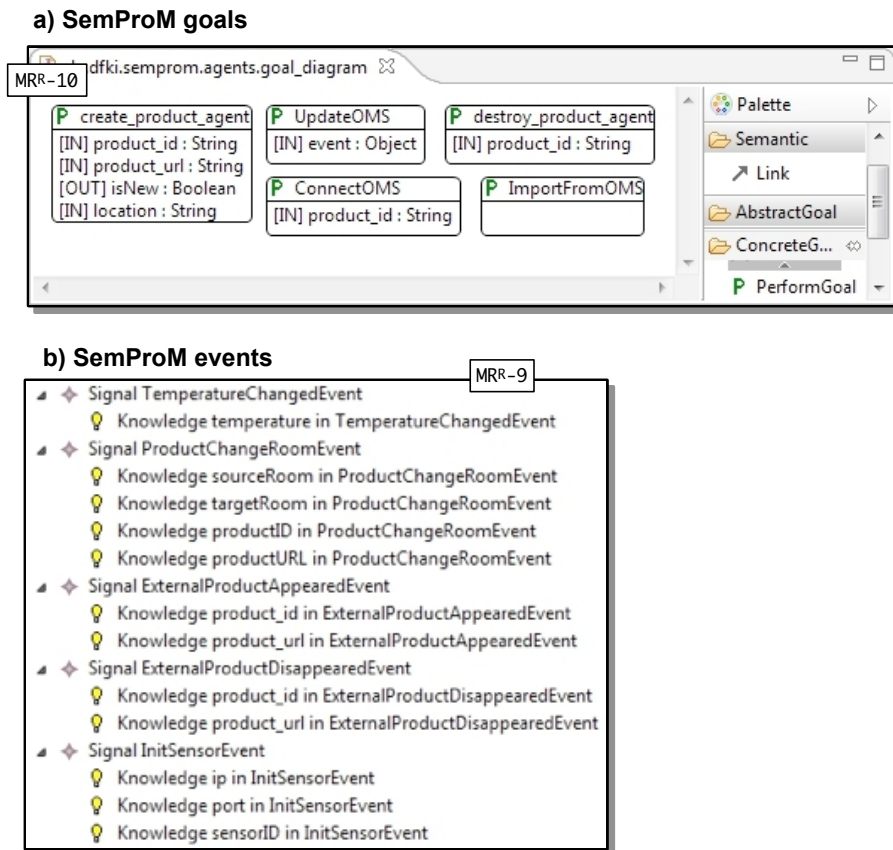 a) SemProM goals
MRR-10
dfki.semprom.agents.goal_diagram
P create_product_agent
[IN] product_id : String
[IN] product_url : String
[OUT] isNew : Boolean
[IN] location : String
P UpdateOMS
[IN] event : Object
P destroy_product_agent
[IN] product_id : String
P ConnectOMS
[IN] product_id : String
P ImportFromOMS
Palette
Semantic
Link
AbstractGoal
ConcreteG...
P PerformGoal
b) SemProM events
MRR-9
Signal TemperatureChangedEvent
Knowledge temperature in TemperatureChangedEvent
Signal ProductChangeRoomEvent
Knowledge sourceRoom in ProductChangeRoomEvent
Knowledge targetRoom in ProductChangeRoomEvent
Knowledge productID in ProductChangeRoomEvent
Knowledge productURL in ProductChangeRoomEvent
Signal ExternalProductAppearedEvent
Knowledge product_id in ExternalProductAppearedEvent
Knowledge product_url in ExternalProductAppearedEvent
Signal ExternalProductDisappearedEvent
Knowledge product_id in ExternalProductDisappearedEvent
Knowledge product_url in ExternalProductDisappearedEvent
Signal InitSensorEvent
Knowledge ip in InitSensorEvent
Knowledge port in InitSensorEvent
Knowledge sensorID in InitSensorEvent